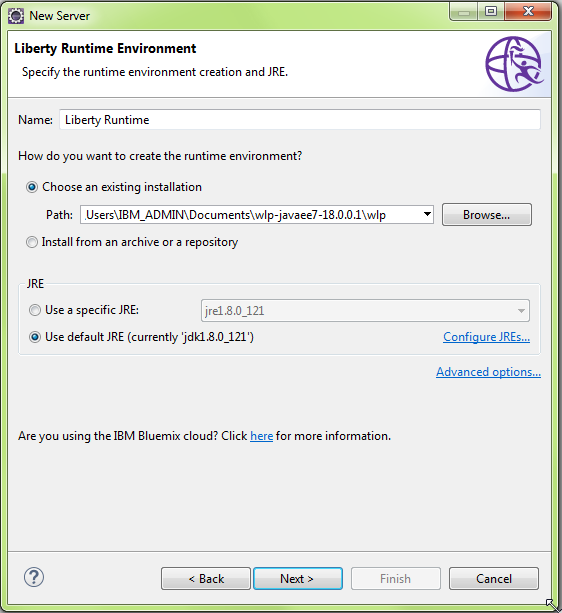 New Server
Liberty Runtime Environment
Specify the runtime environment creation and JRE.
Name: Liberty Runtime
How do you want to create the runtime environment?
Choose an existing installation
Path: Users\IBM_ADMIN\Documents\wlp-javaee7-18.0.0.1\wlp Browse...
Install from an archive or a repository
JRE
Use a specific JRE: jre1.8.0_121
Use default JRE (currently 'jdk1.8.0_121') Configure JREs...
Advanced options...
Are you using the IBM Bluemix cloud? Click here for more information.
? < Back Next > Finish Cancel